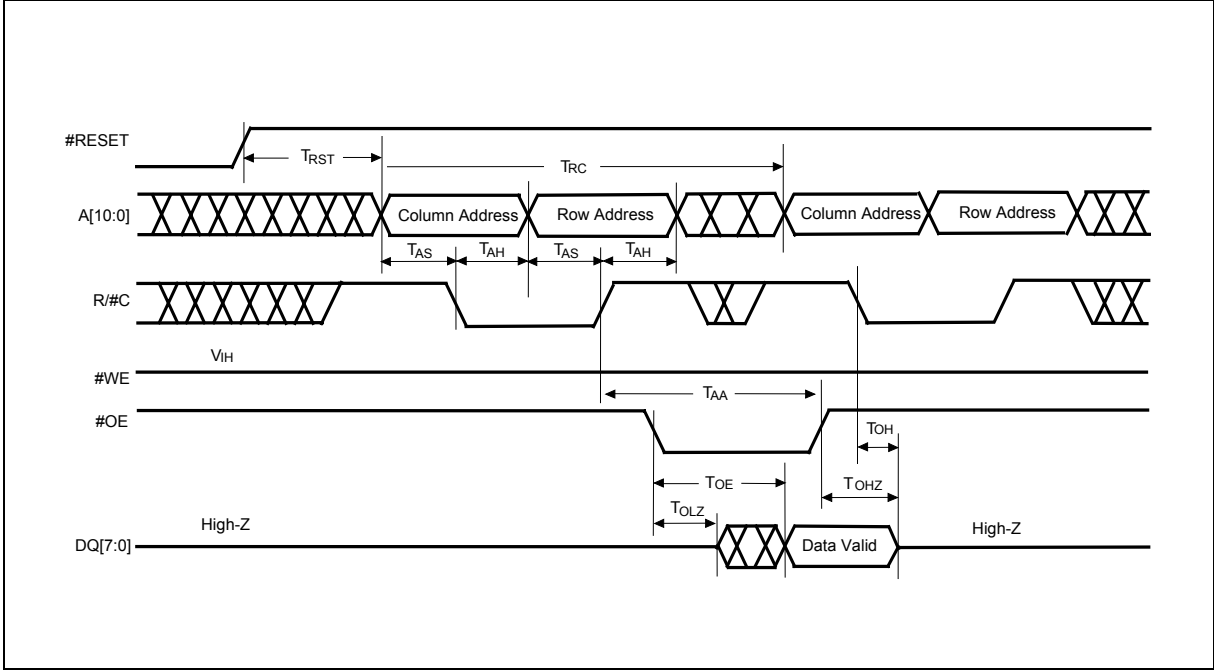 #RESET
TRST
TRC
A[10:0]
Column Address
Row Address
Column Address
Row Address
TAS
TAH
TAS
TAH
R/#C
VIH
#WE
TAA
#OE
TOH
TOE
TOHZ
TOLZ
High-Z
High-Z
DQ[7:0]
Data Valid